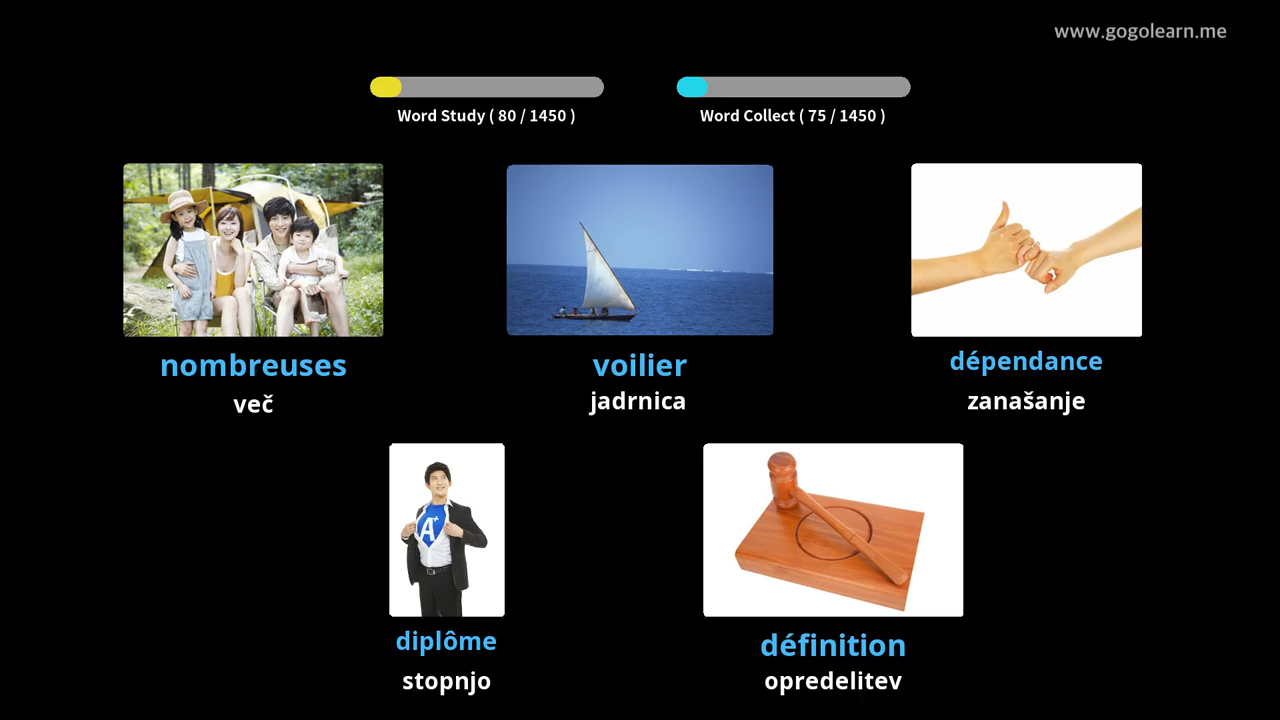 www.gogolearn.me
Word Study ( 80 / 1450 )
Word Collect ( 75 / 1450 )
nombreuses
več
voilier
jadrnica
dépendance
zanašanje
A+
diplôme
stopnjo
définition
opredelitev